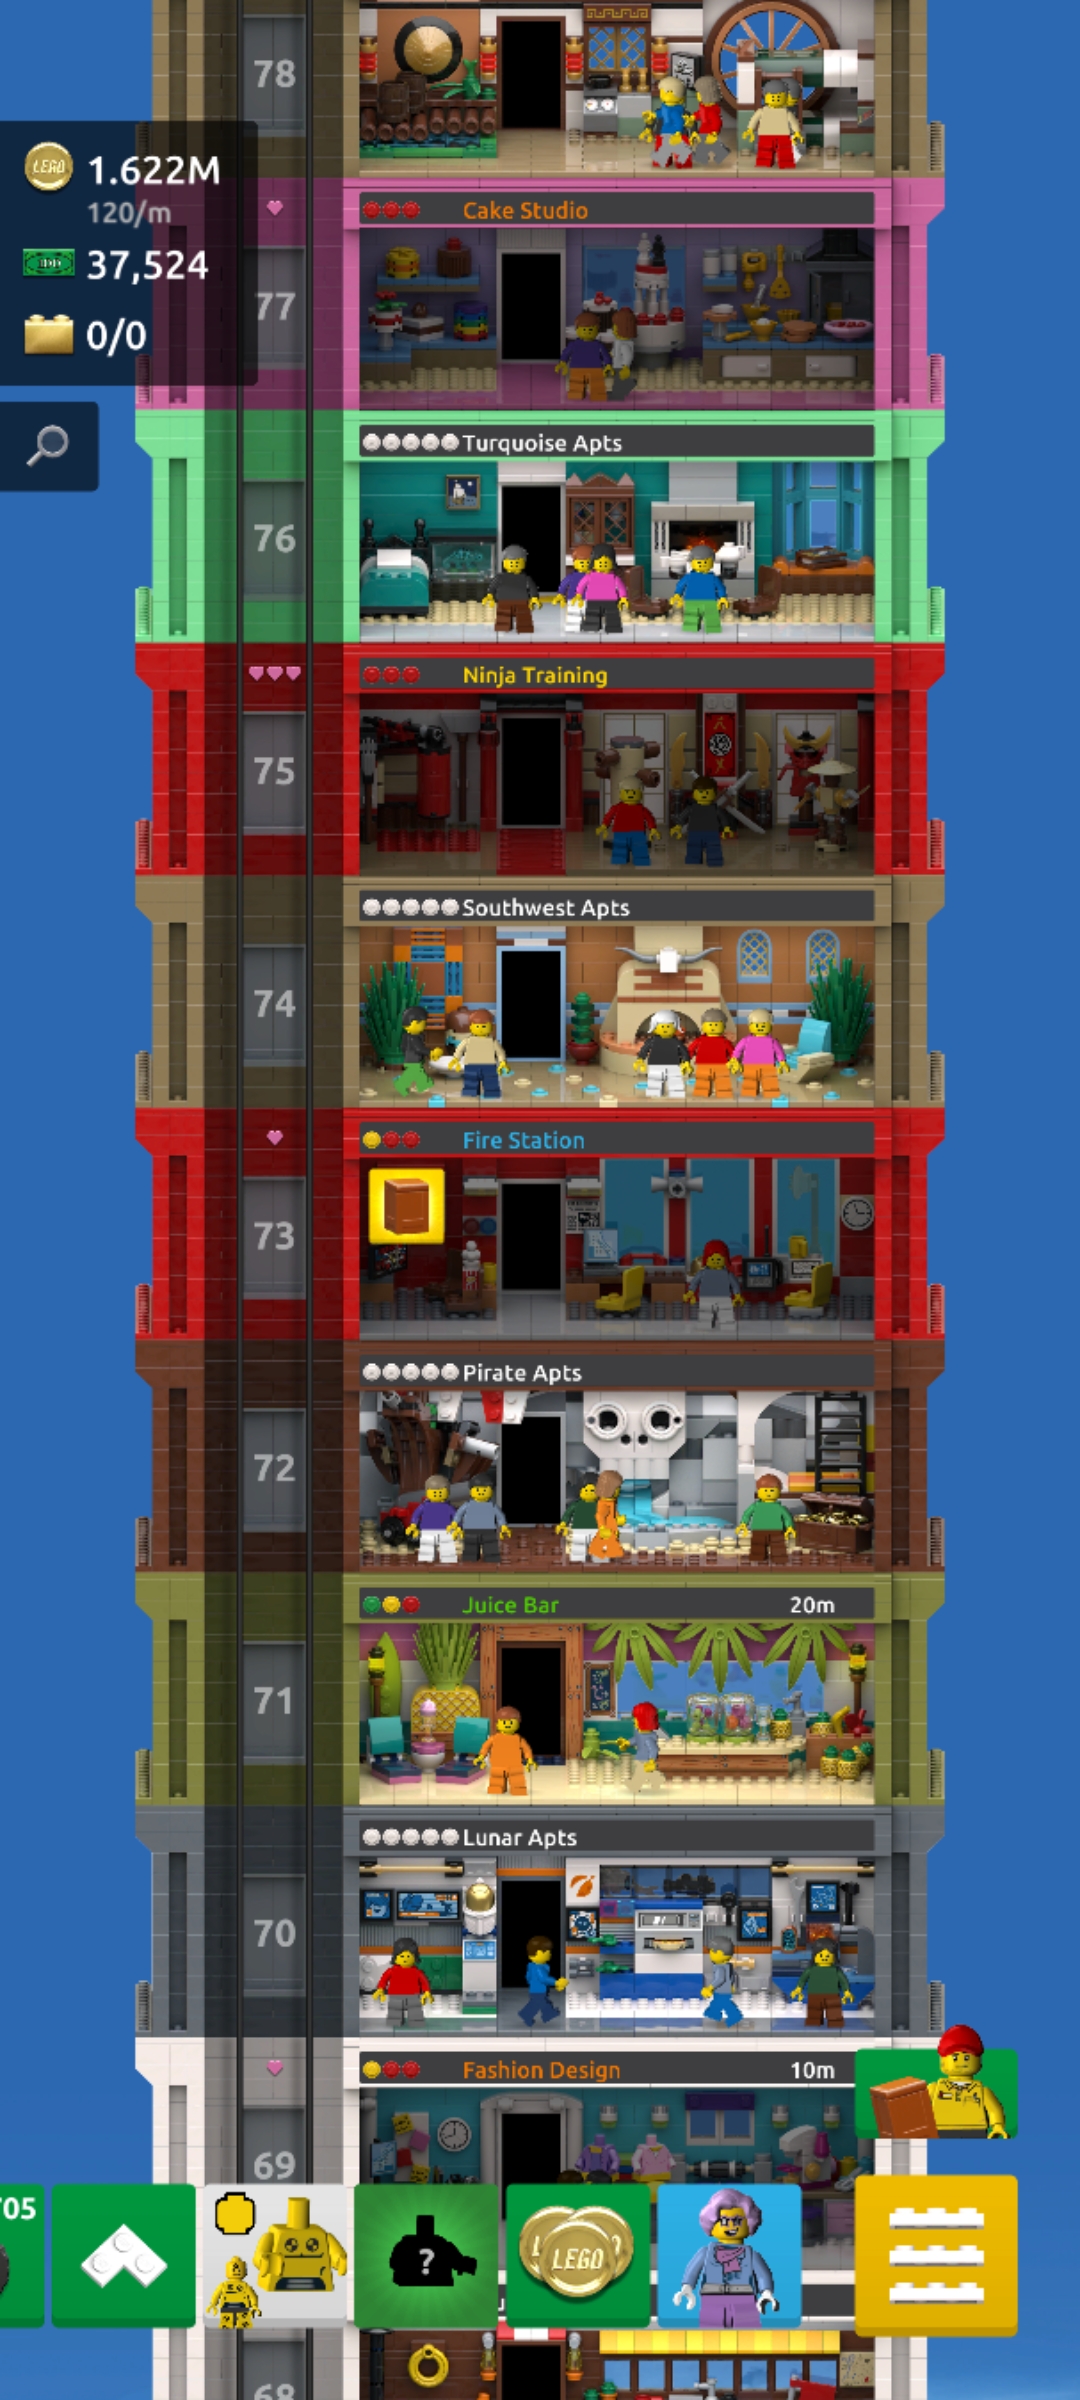 78
LEGO 1.622M
120/m
37,524
0/0
Cake Studio
77
Turquoise Apts
76
Ninja Training
75
Southwest Apts
74
Fire Station
73
Pirate Apts
72
Juice Bar 20m
71
Lunar Apts
70
Fashion Design 10m
69
05
?
LEGO
68